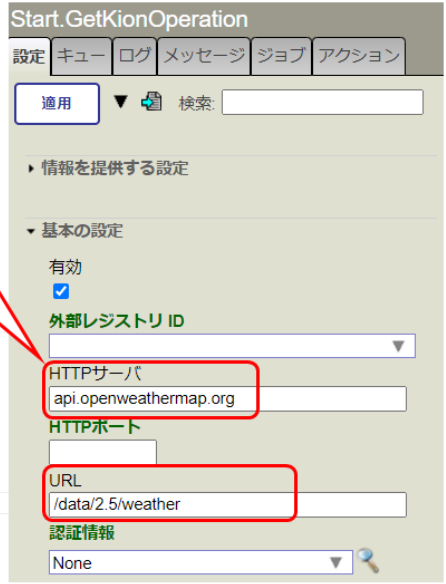 Start.GetKionOperation
設定 キュー ログ メッセージ ジョブ アクション
適用 検索:
情報を提供する設定
基本の設定
有効
外部レジストリ ID
HTTPサーバ
api.openweathermap.org
HTTPポート
URL
/data/2.5/weather
認証情報
None